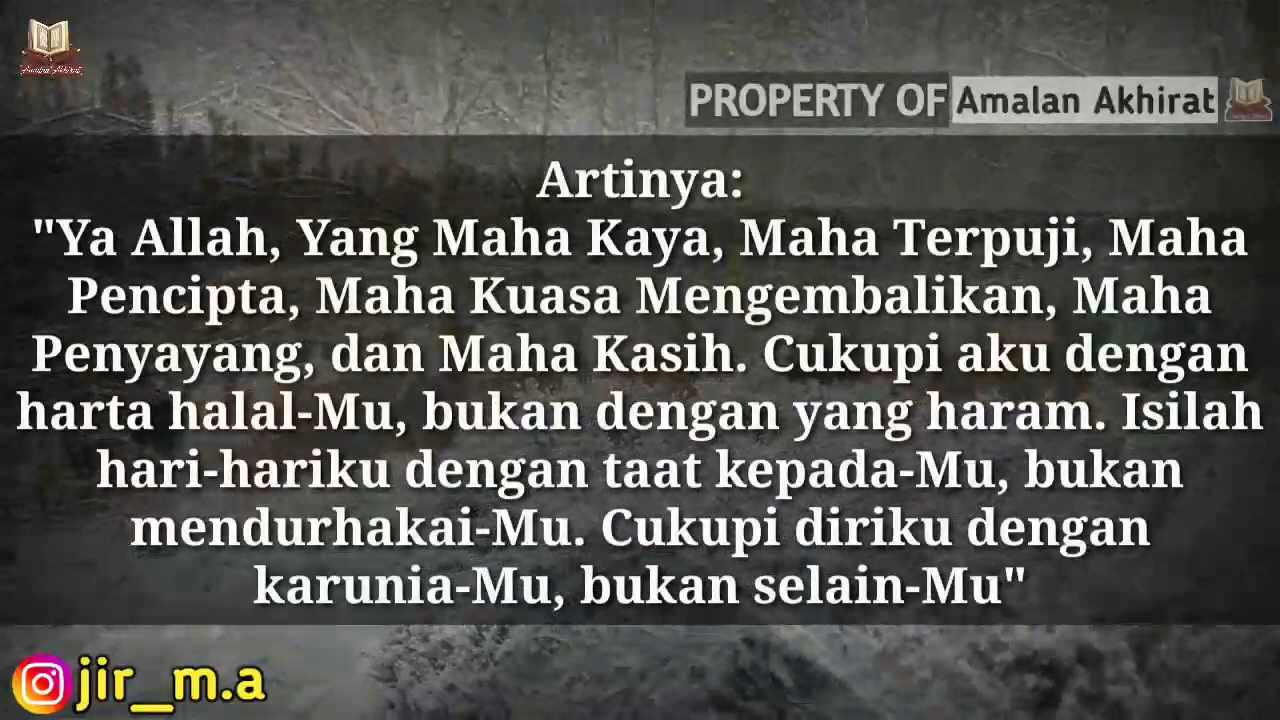 PROPERTY OF Amalan Akhirat
Artinya:
"Ya Allah, Yang Maha Kaya, Maha Terpuji, Maha
Pencipta, Maha Kuasa Mengembalikan, Maha
Penyayang, dan Maha Kasih. Cukupi aku dengan
harta halal-Mu, bukan dengan yang haram. Isilah
hari-hariku dengan taat kepada-Mu, bukan
mendurhakai-Mu. Cukupi diriku dengan
karunia-Mu, bukan selain-Mu"
jir__m.a